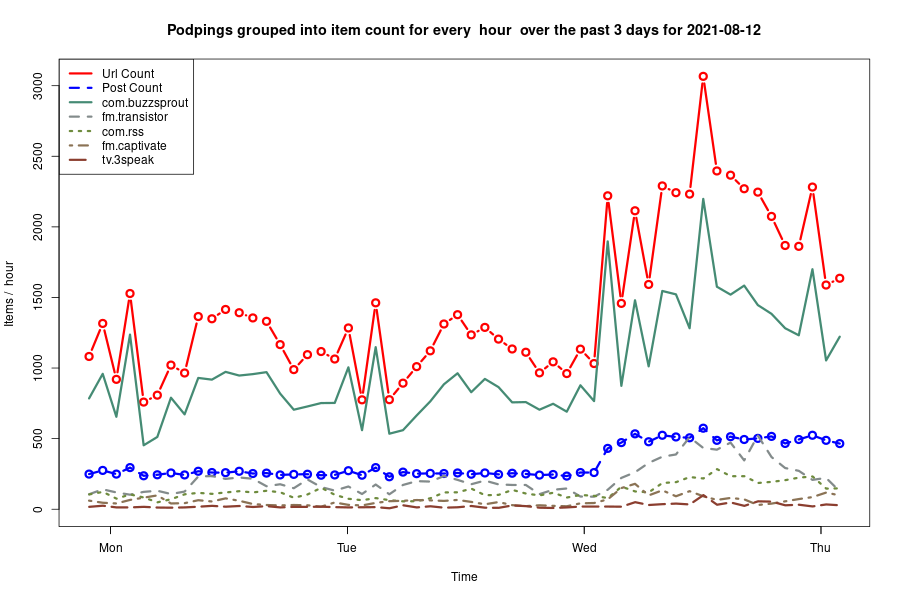 Podpings grouped into item count for every  hour  over the past 3 days for 2021-08-12
Url Count
Post Count
com.buzzsprout
fm.transistor
com.rss
fm.captivate
tv.3speak
Items /  hour
3000
2500
2000
1500
1000
500
0
Mon
Tue
Wed
Thu
Time